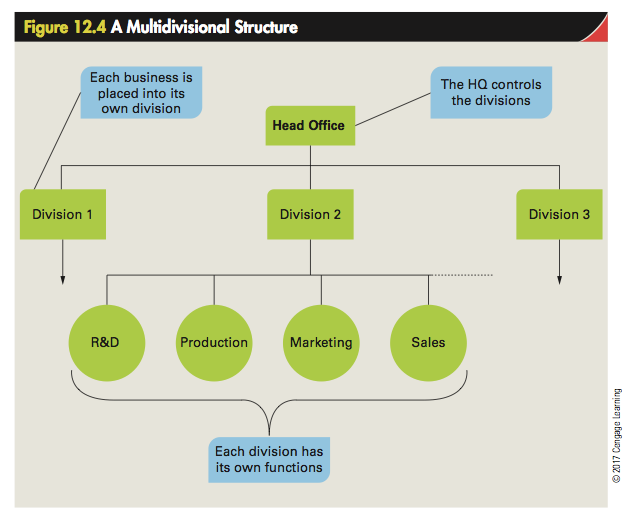 Figure 12.4 A Multidivisional Structure
Each business is
placed into its
own division
The HQ controls
the divisions
Head Office
Division 1
Division 2
Division 3
R&D
Production
Marketing
Sales
Each division has
its own functions
© 2017 Cengage Learning